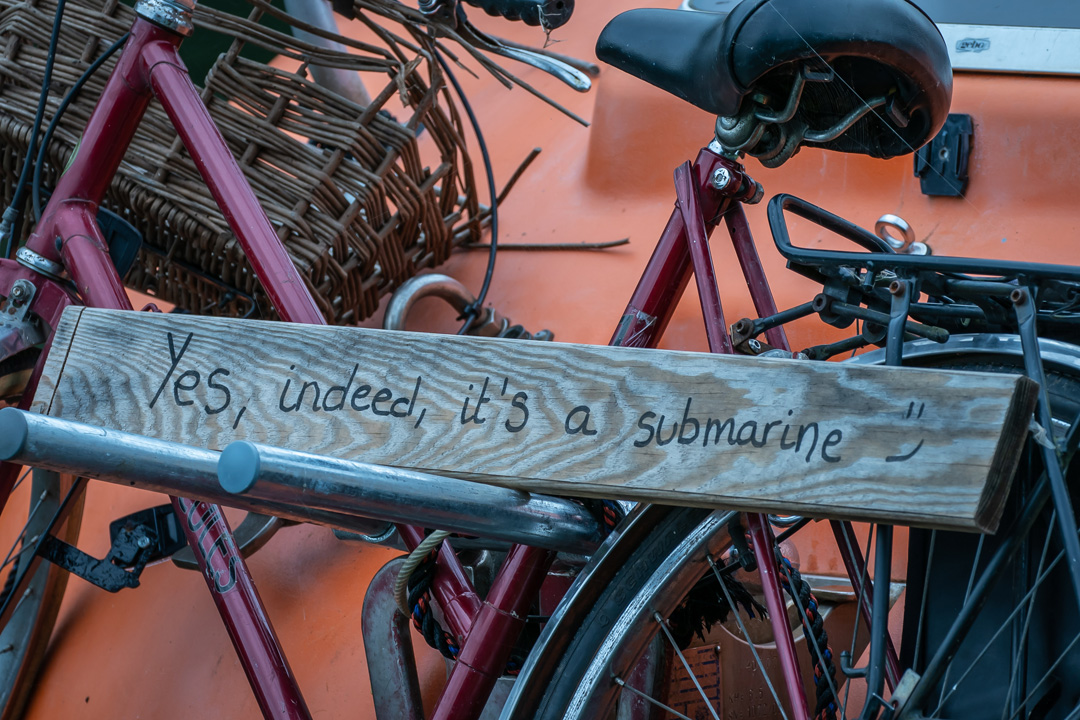 Yes, indeed, it's a submarine ")